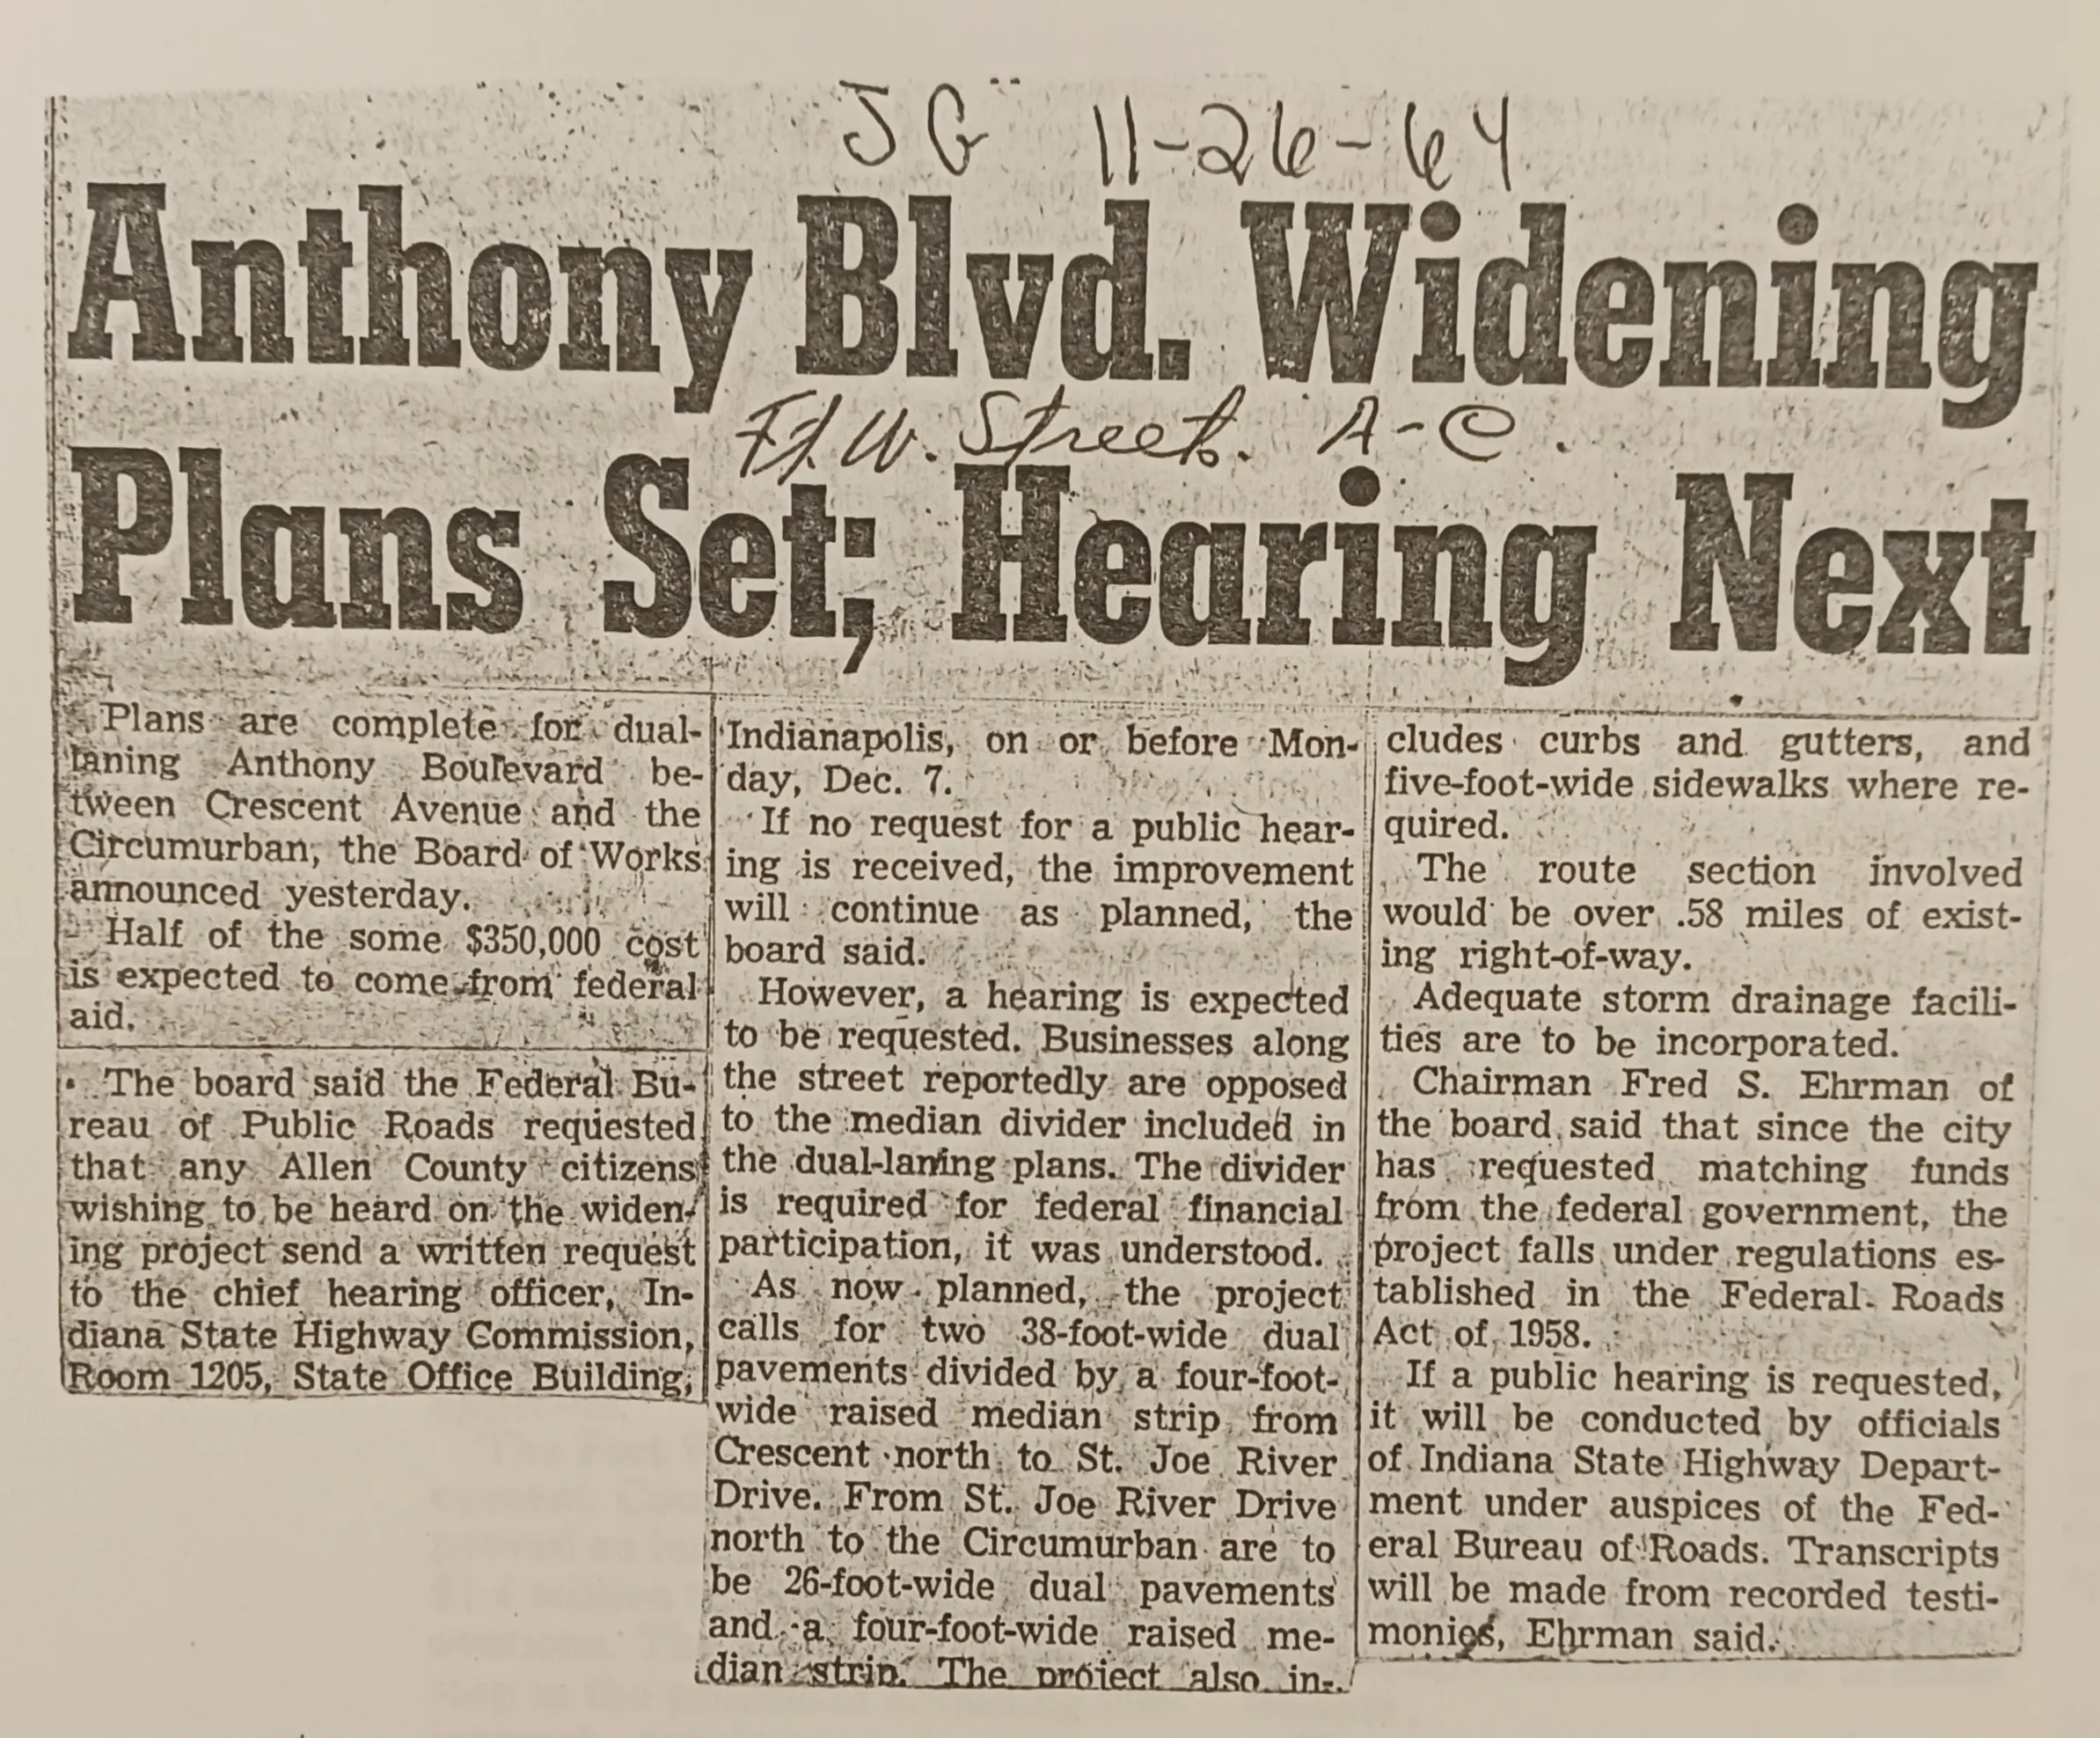 JG 11-26-64
Anthony Blvd. Widening
Ft. W. Streets. A-C.
Plans Set; Hearing Next
Plans are complete for dual-
laning Anthony Boulevard be-
tween Crescent Avenue and the
Circumurban, the Board of Works
announced yesterday.
Half of the some $350,000 cost
is expected to come from federal
aid.
The board said the Federal Bu-
reau of Public Roads requested
that any Allen County citizens
wishing to be heard on the widen-
ing project send a written request
to the chief hearing officer, In-
diana State Highway Commission,
Room 1205, State Office Building,
Indianapolis, on or before Mon-
day, Dec. 7.
If no request for a public hear-
ing is received, the improvement
will continue as planned, the
board said.
However, a hearing is expected
to be requested. Businesses along
the street reportedly are opposed
to the median divider included in
the dual-laning plans. The divider
is required for federal financial
participation, it was understood.
As now planned, the project
calls for two 38-foot-wide dual
pavements divided by a four-foot-
wide raised median strip from
Crescent north to St. Joe River
Drive. From St. Joe River Drive
north to the Circumurban are to
be 26-foot-wide dual pavements
and a four-foot-wide raised me-
dian strip. The project also in-
cludes curbs and gutters, and
five-foot-wide sidewalks where re-
quired.
The route section involved
would be over .58 miles of exist-
ing right-of-way.
Adequate storm drainage facili-
ties are to be incorporated.
Chairman Fred S. Ehrman of
the board said that since the city
has requested matching funds
from the federal government, the
project falls under regulations es-
tablished in the Federal Roads
Act of 1958.
If a public hearing is requested,
it will be conducted by officials
of Indiana State Highway Depart-
ment under auspices of the Fed-
eral Bureau of Roads. Transcripts
will be made from recorded testi-
monies, Ehrman said.